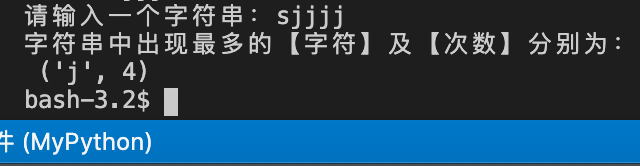 请输入一个字符串：sjjjj
字符串中出现最多的【字符】及【次数】分别为：
('j', 4)
bash-3.2$
件 (MyPython)